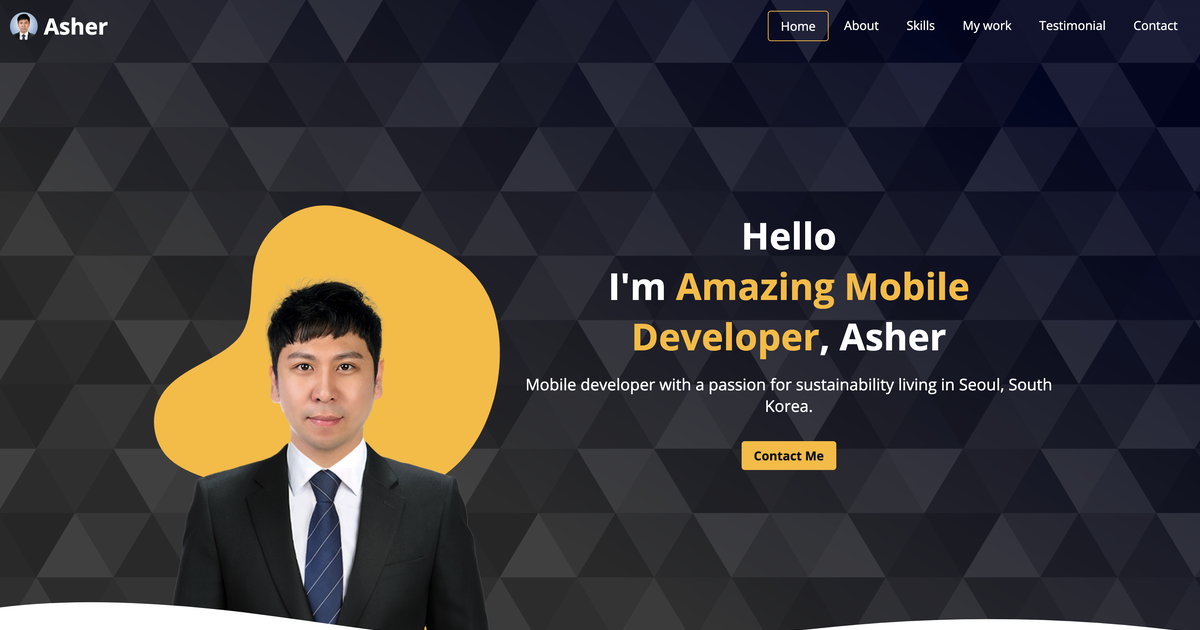 Asher
Home
About
Skills
My work
Testimonial
Contact
Hello
I'm Amazing Mobile
Developer, Asher
Mobile developer with a passion for sustainability living in Seoul, South
Korea.
Contact Me